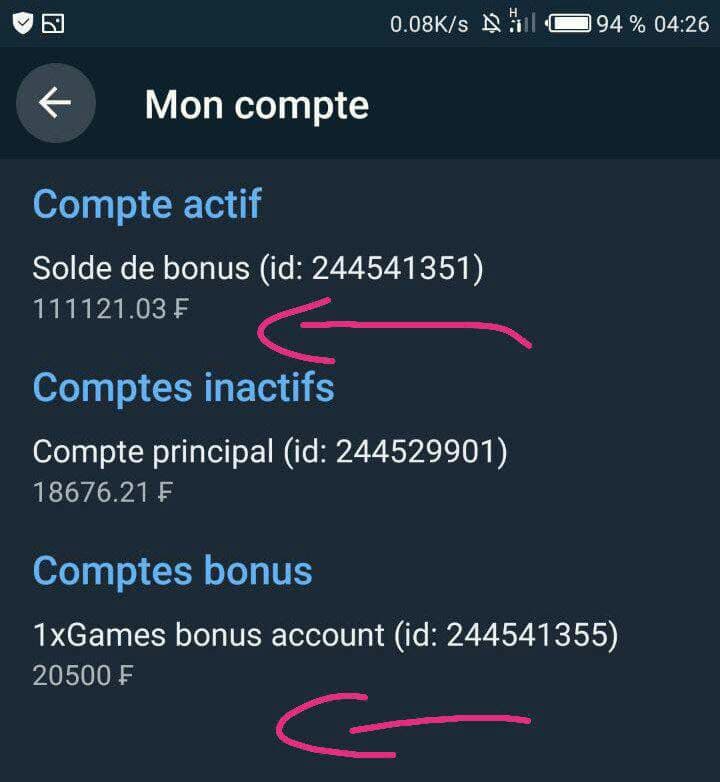 0.08K/s H 94 % 04:26
Mon compte
Compte actif
Solde de bonus (id: 244541351)
111121.03 ₣
Comptes inactifs
Compte principal (id: 244529901)
18676.21 ₣
Comptes bonus
1xGames bonus account (id: 244541355)
20500 ₣